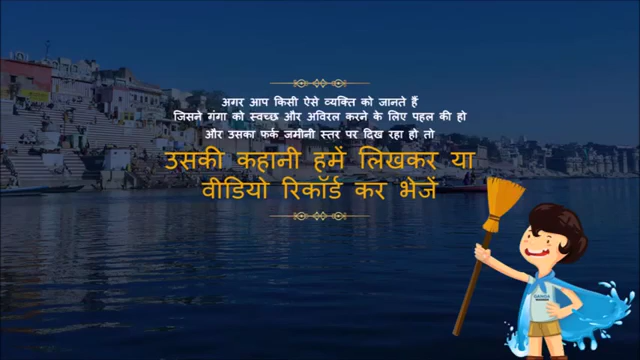 अगर आप किसी ऐसे व्यक्ति को जानते हैं
जिसने गंगा को स्वच्छ और अविरल करने के लिए पहल की हो
और उसका फर्क जमीनी स्तर पर दिख रहा हो तो
उसकी कहानी हमें लिखकर या
वीडियो रिकॉर्ड कर भेजें